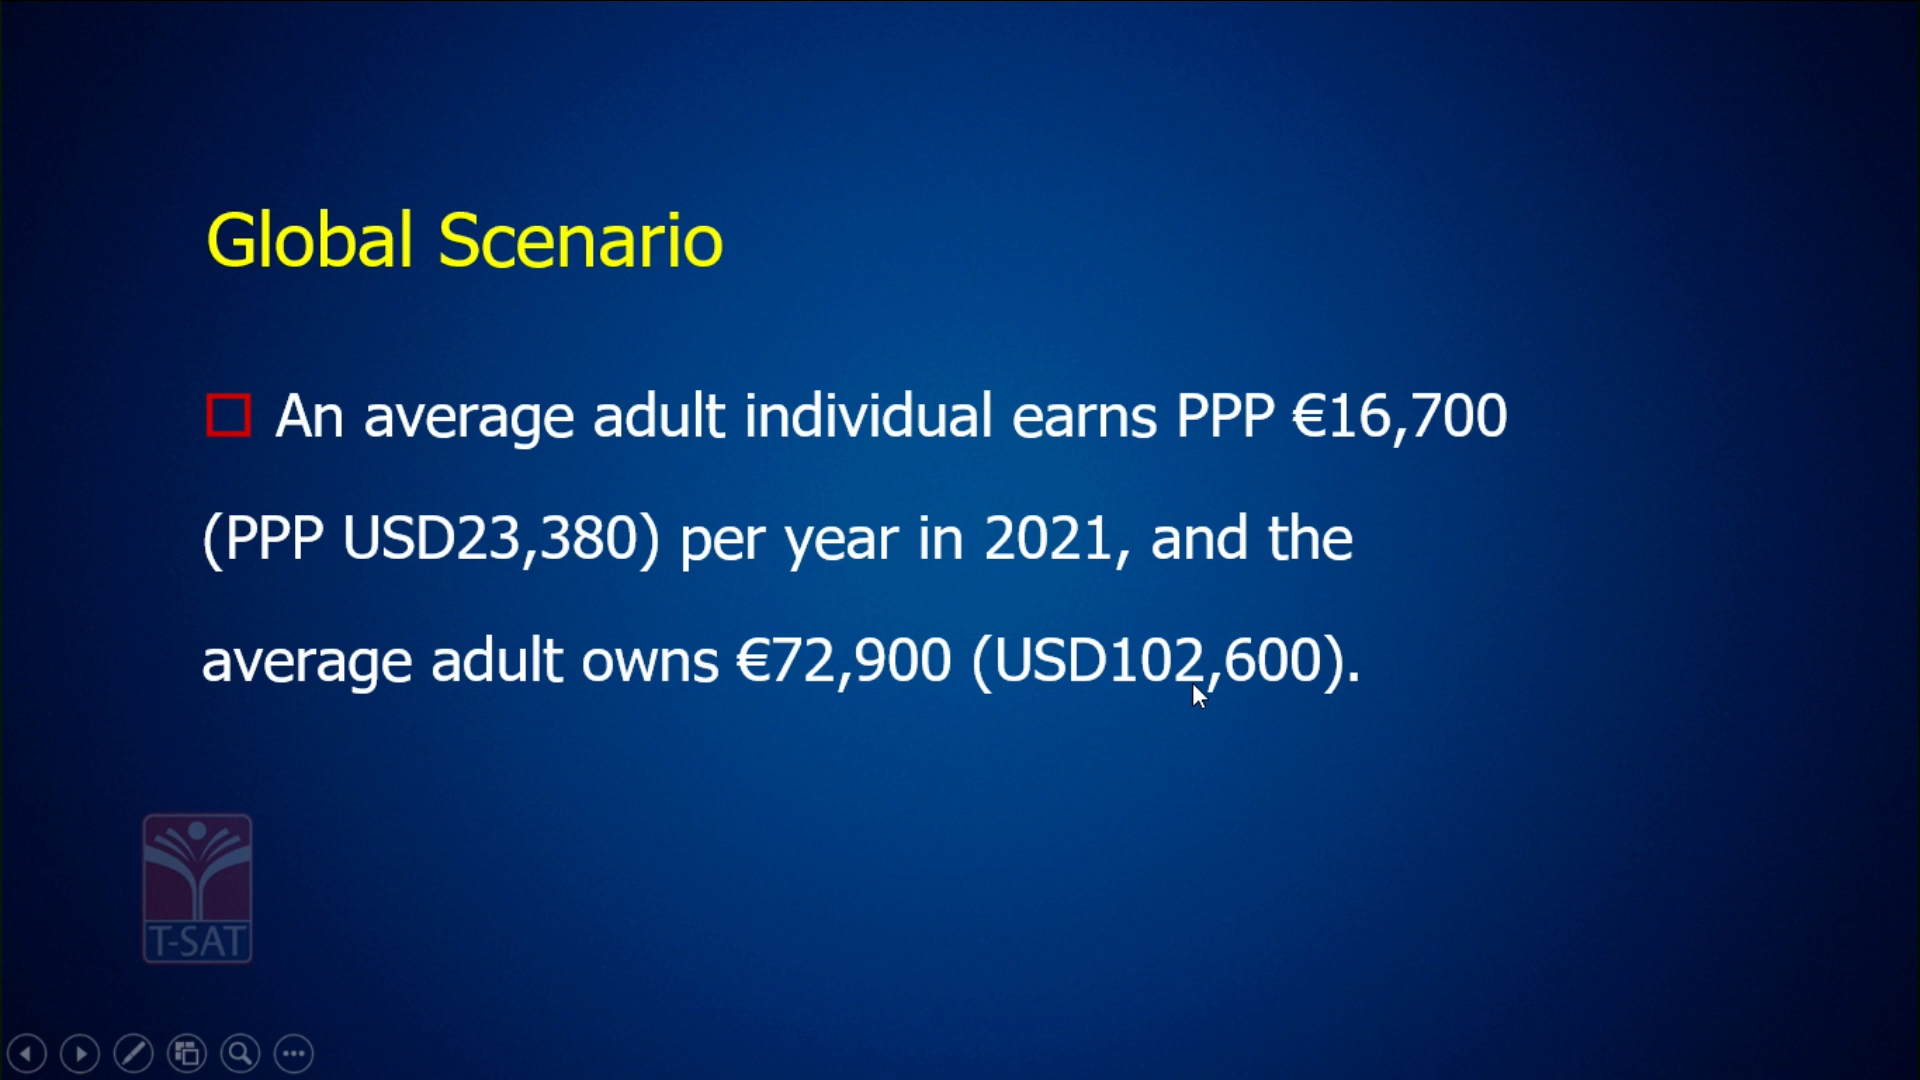 Global Scenario
An average adult individual earns PPP €16,700
(PPP USD23,380) per year in 2021, and the
average adult owns €72,900 (USD102,600).
T-SAT